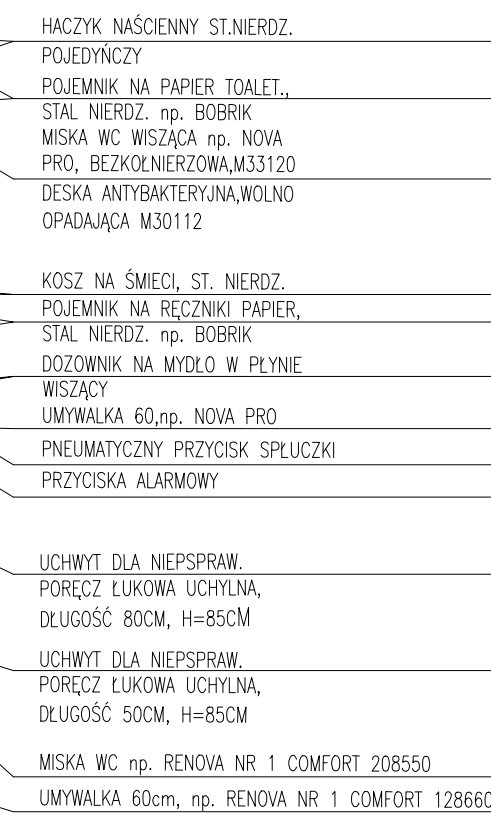 HACZYK NAŚCIENNY ST.NIERDZ.
POJEDYŃCZY
POJEMNIK NA PAPIER TOALET.,
STAL NIERDZ. np. BOBRIK
MISKA WC WISZĄCA np. NOVA
PRO, BEZKOŁNIERZOWA,M33120
DESKA ANTYBAKTERYJNA,WOLNO
OPADAJĄCA M30112
KOSZ NA ŚMIECI, ST. NIERDZ.
POJEMNIK NA RĘCZNIKI PAPIER,
STAL NIERDZ. np. BOBRIK
DOZOWNIK NA MYDŁO W PŁYNIE
WISZĄCY
UMYWALKA 60,np. NOVA PRO
PNEUMATYCZNY PRZYCISK SPŁUCZKI
PRZYCISKA ALARMOWY
UCHWYT DLA NIEPSPRAW.
PORĘCZ ŁUKOWA UCHYLNA,
DŁUGOŚĆ 80CM, H=85CM
UCHWYT DLA NIEPSPRAW.
PORĘCZ ŁUKOWA UCHYLNA,
DŁUGOŚĆ 50CM, H=85CM
MISKA WC np. RENOVA NR 1 COMFORT 208550
UMYWALKA 60cm, np. RENOVA NR 1 COMFORT 128660